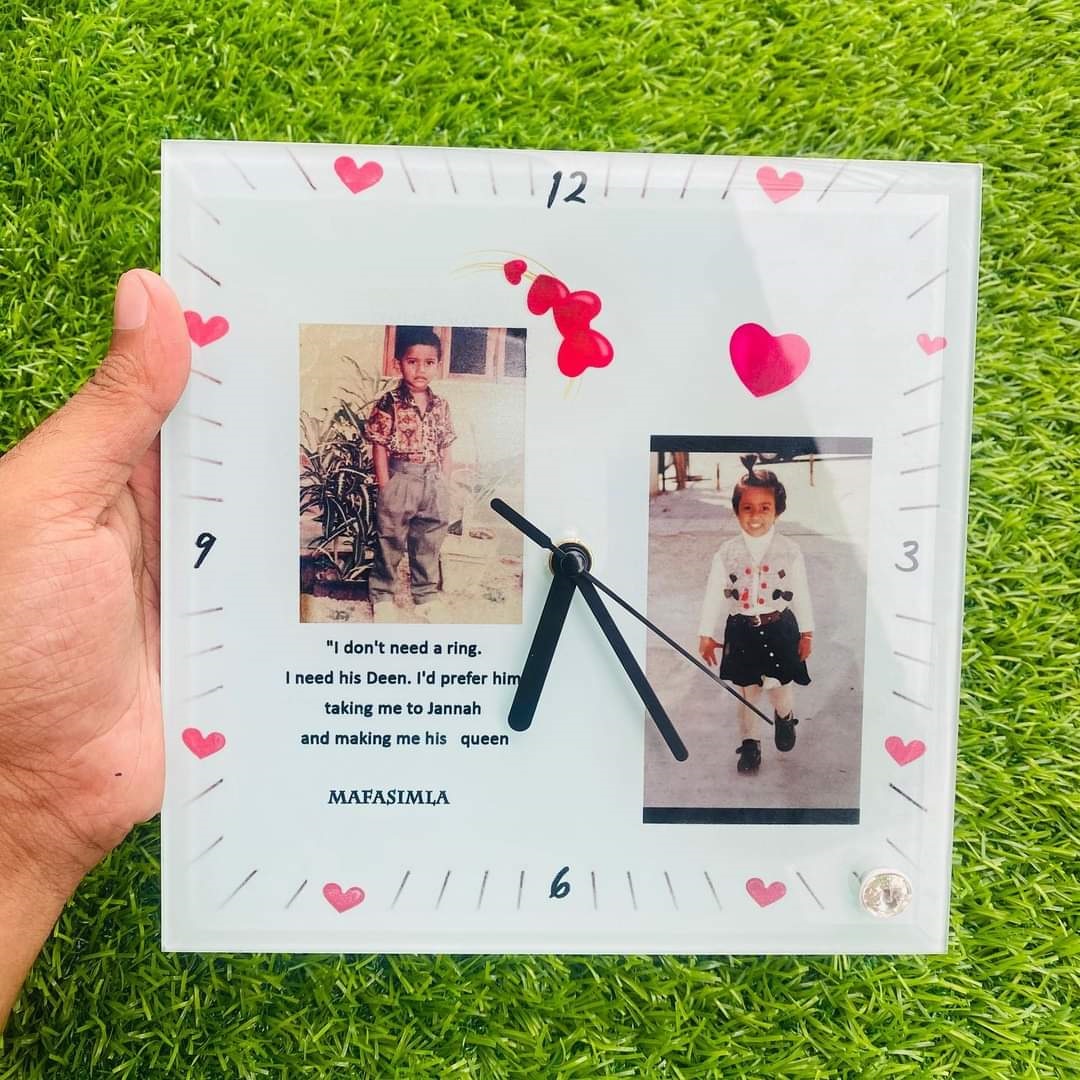 12
9
3
"I don't need a ring.
I need his Deen. I'd prefer him
taking me to Jannah
and making me his queen
MAFASIMLA
6